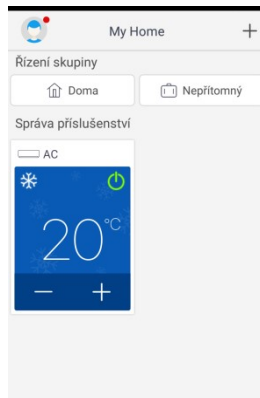 My Home +
Řízení skupiny
Doma Nepřítomný
Správa příslušenství
AC
20°C
− +